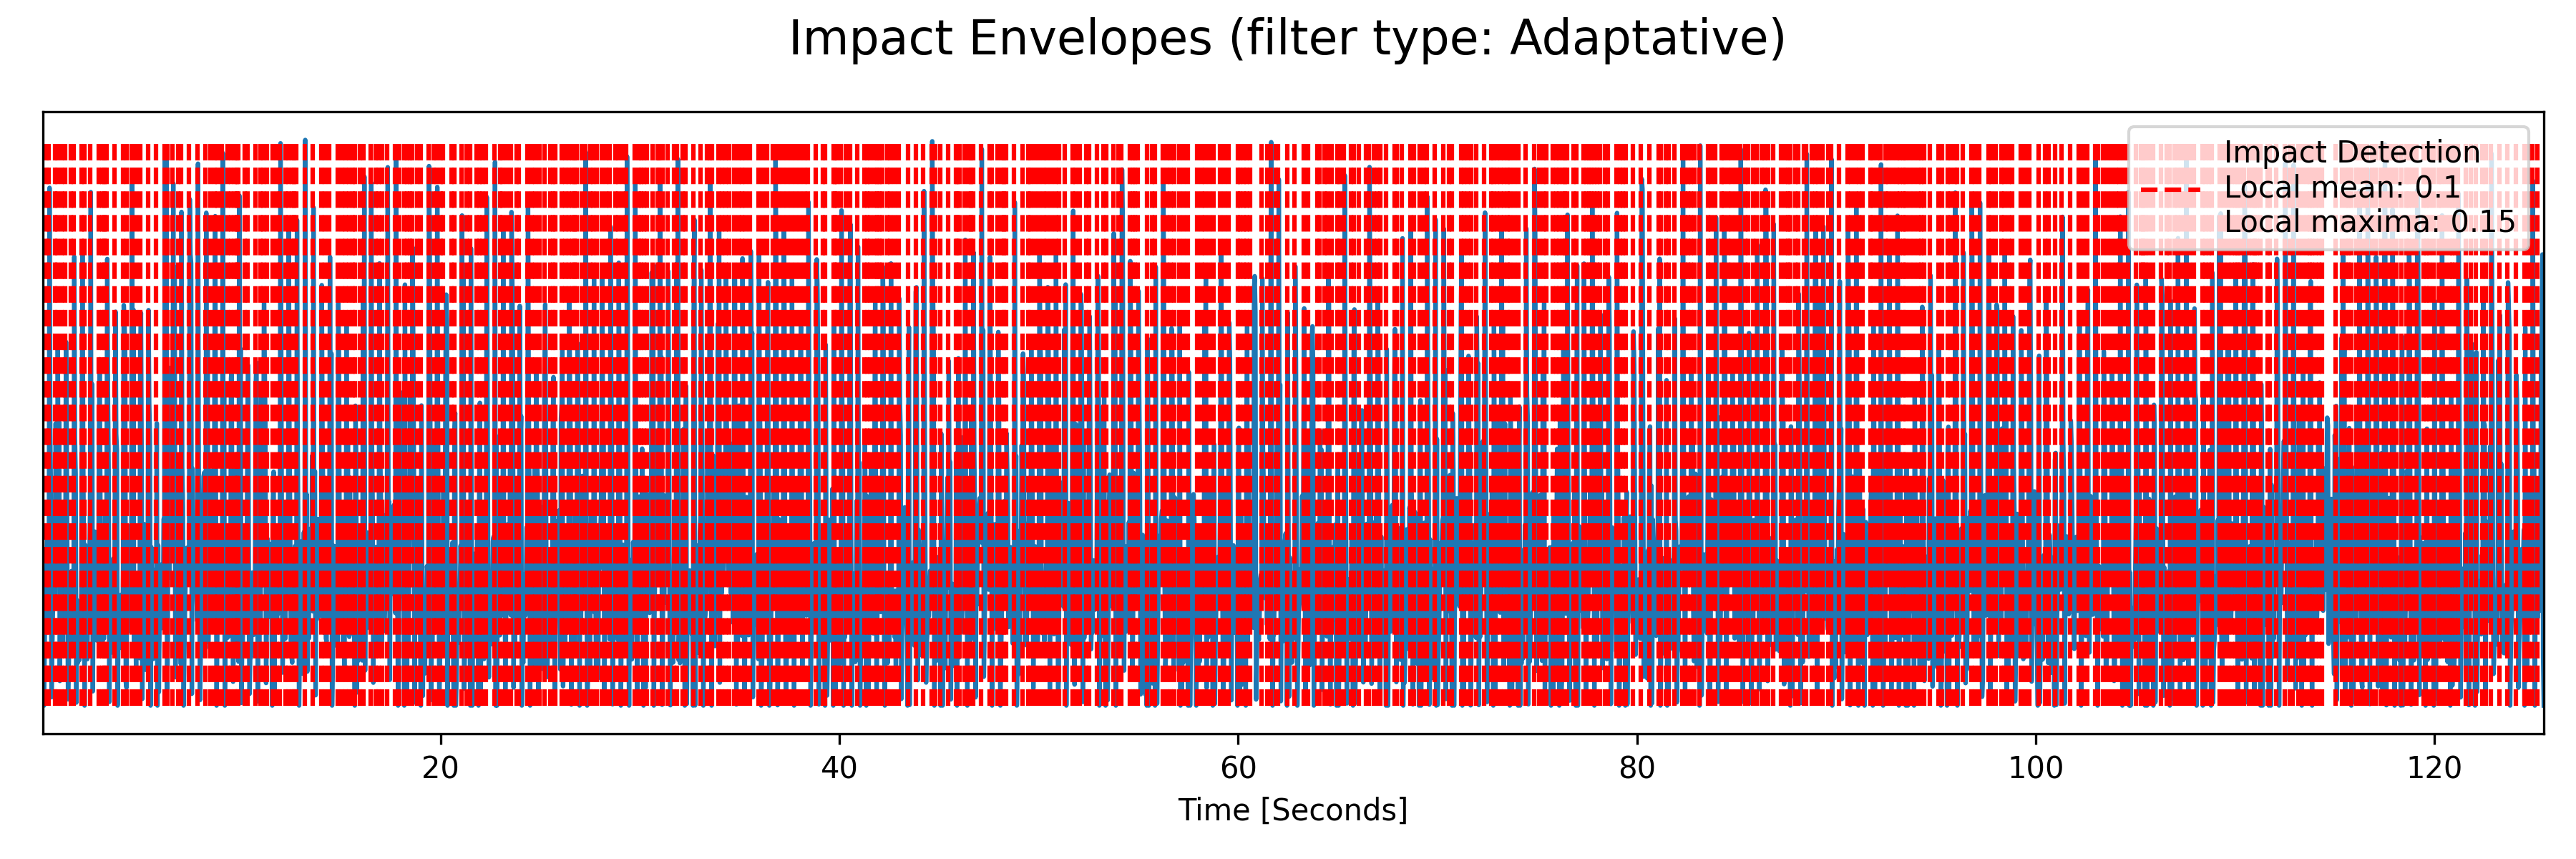 Impact Envelopes (filter type: Adaptative)
Impact Detection
Local mean: 0.1
Local maxima: 0.15
20 40 60 80 100 120
Time [Seconds]